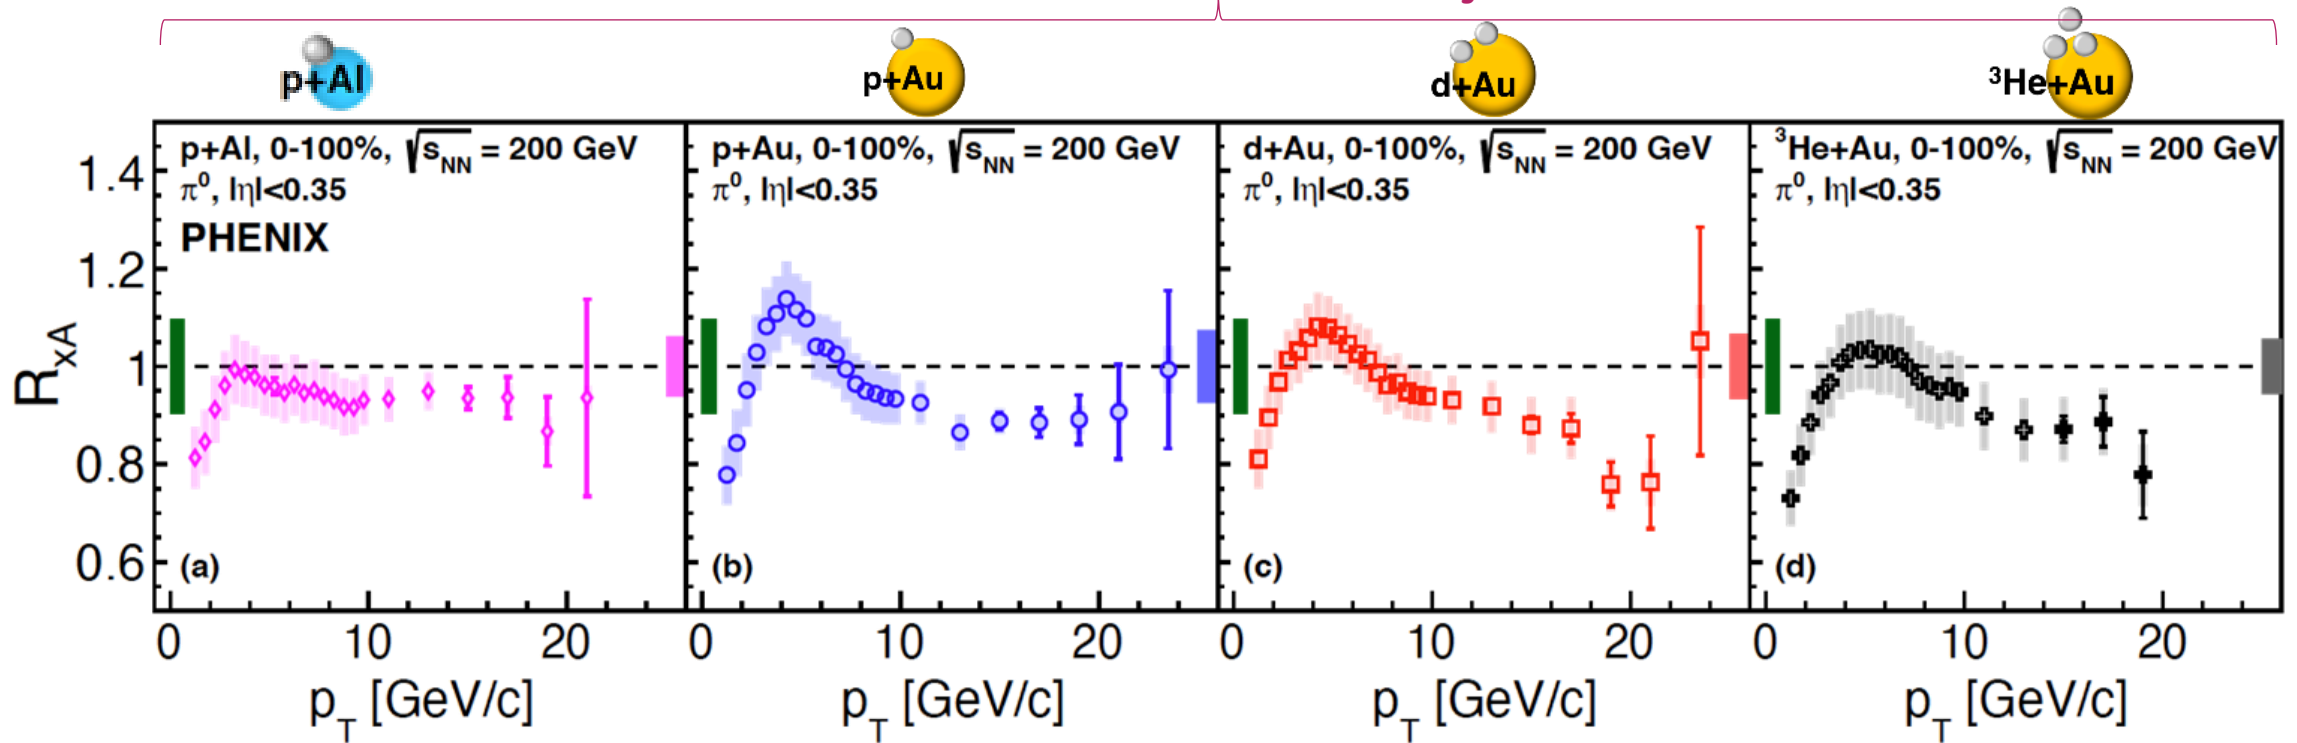 p+Al
p+Au
d+Au
³He+Au
p+Al, 0-100%, √s_NN = 200 GeV
π⁰, |η|<0.35
PHENIX
(a)
p+Au, 0-100%, √s_NN = 200 GeV
π⁰, |η|<0.35
(b)
d+Au, 0-100%, √s_NN = 200 GeV
π⁰, |η|<0.35
(c)
³He+Au, 0-100%, √s_NN = 200 GeV
π⁰, |η|<0.35
(d)
R_xA
1.4
1.2
1
0.8
0.6
0 10 20
0 10 20
0 10 20
0 10 20
p_T [GeV/c]
p_T [GeV/c]
p_T [GeV/c]
p_T [GeV/c]